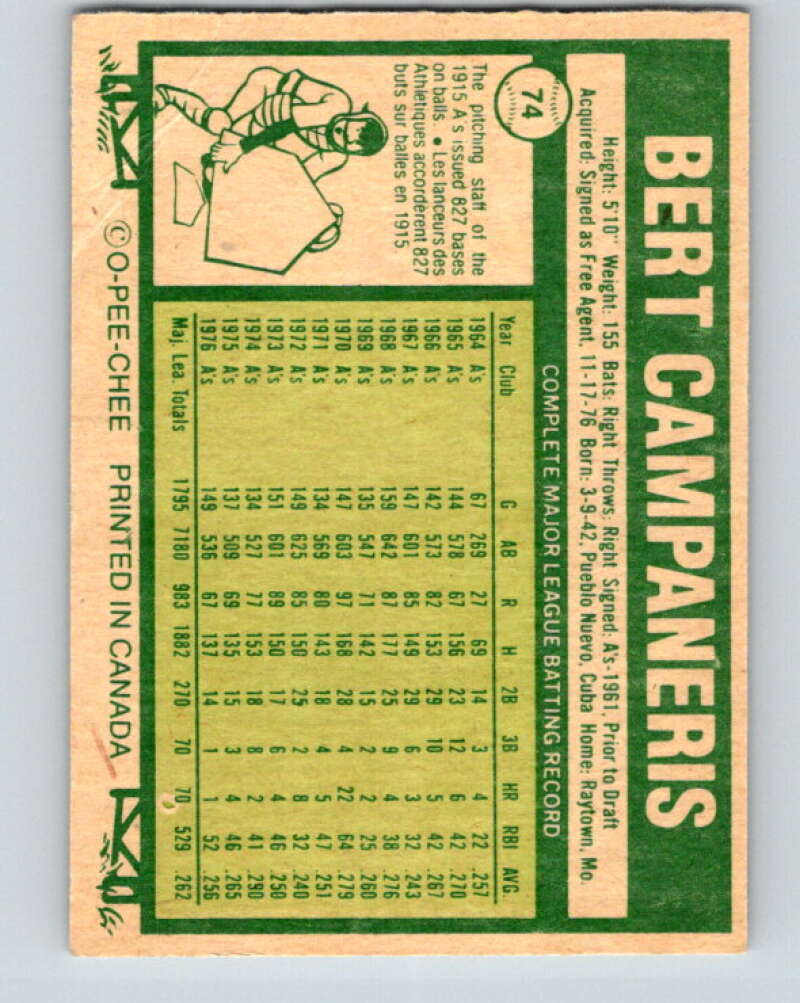 BERT CAMPANERIS
Height: 5'10" Weight: 155 Bats: Right Throws: Right Signed: A's-1961, Prior to Draft
Acquired: Signed as Free Agent, 11-17-76 Born: 3-9-42, Pueblo Nuevo, Cuba Home: Raytown, Mo.
74
The pitching staff of the
1915 A's issued 827 bases
on balls. • Les lanceurs des
Athlétiques accordèrent 827
buts sur balles en 1915.
COMPLETE MAJOR LEAGUE BATTING RECORD
Year Club G AB R H 2B 3B HR RBI AVG.
1964 A's 67 269 27 69 14 3 4 22 .257
1965 A's 144 578 67 156 23 12 6 42 .270
1966 A's 142 573 82 153 29 10 5 42 .267
1967 A's 147 601 85 149 29 6 3 32 .243
1968 A's 159 642 87 177 25 9 4 38 .276
1969 A's 135 547 71 142 15 2 2 25 .260
1970 A's 147 603 97 168 28 4 22 64 .279
1971 A's 134 569 80 143 18 4 5 47 .251
1972 A's 149 625 85 150 25 2 8 32 .240
1973 A's 151 601 89 150 17 6 4 46 .250
1974 A's 134 527 77 153 18 8 2 41 .290
1975 A's 137 509 69 135 15 3 4 46 .265
1976 A's 149 536 67 137 14 1 1 52 .256
Maj. Lea. Totals 1795 7180 983 1882 270 70 70 529 .262
©O-PEE-CHEE PRINTED IN CANADA